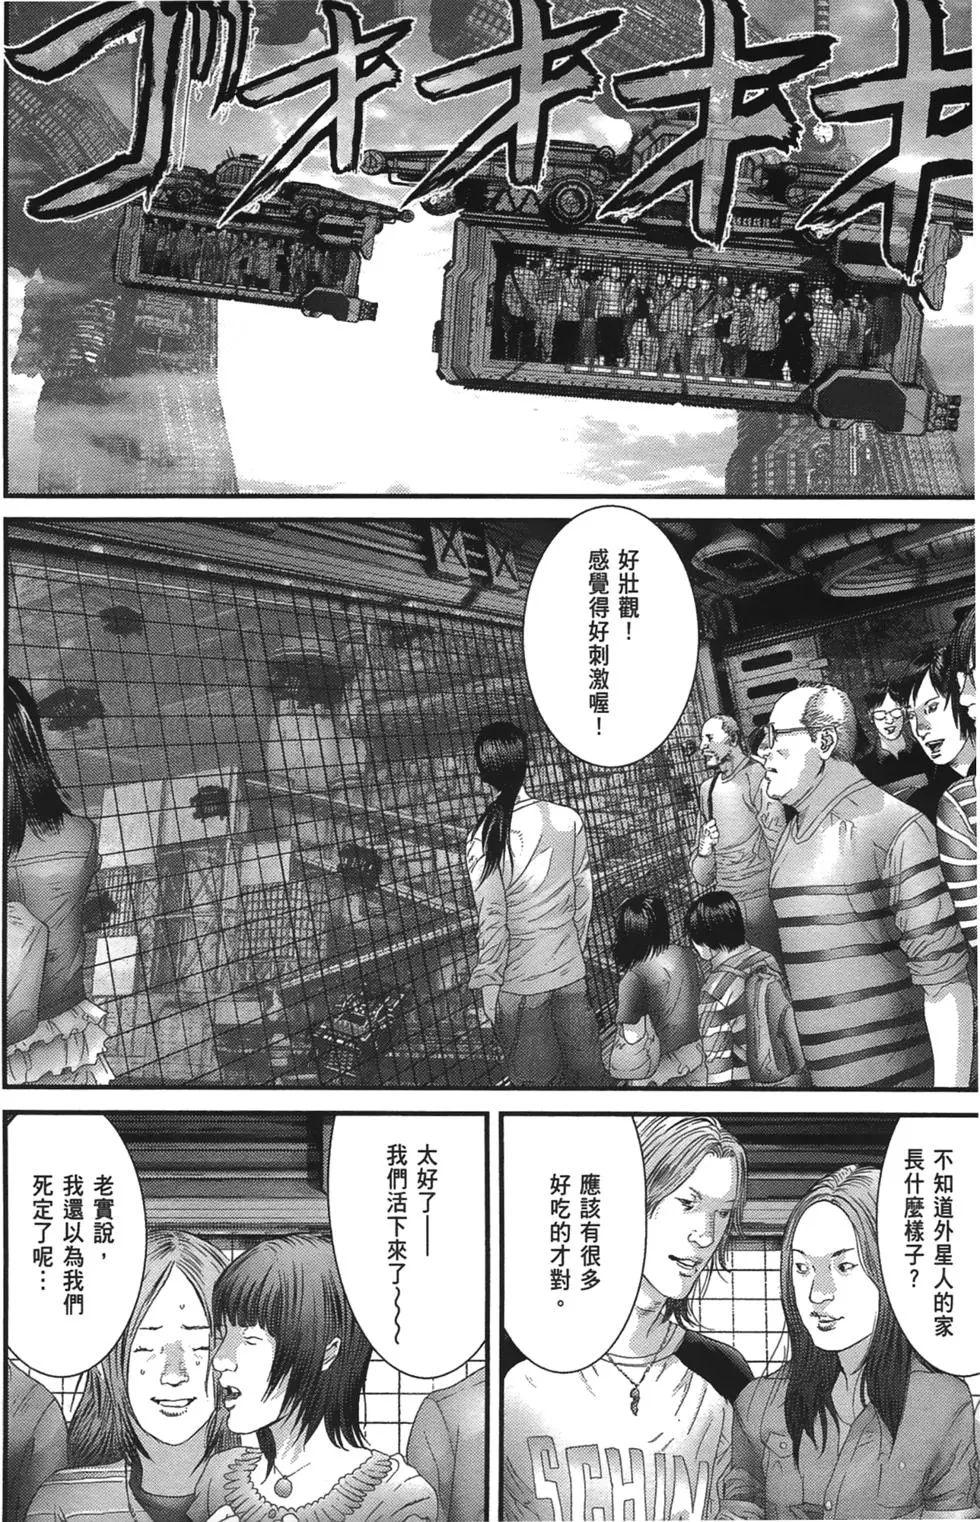 ゴオオオオ
好壯觀！
感覺得好刺激喔！
不知道外星人的家
長什麼樣子？
應該有很多
好吃的才對。
SCHIN
太好了——
我們活下來了～～
老實說，
我還以為我們
死定了呢…